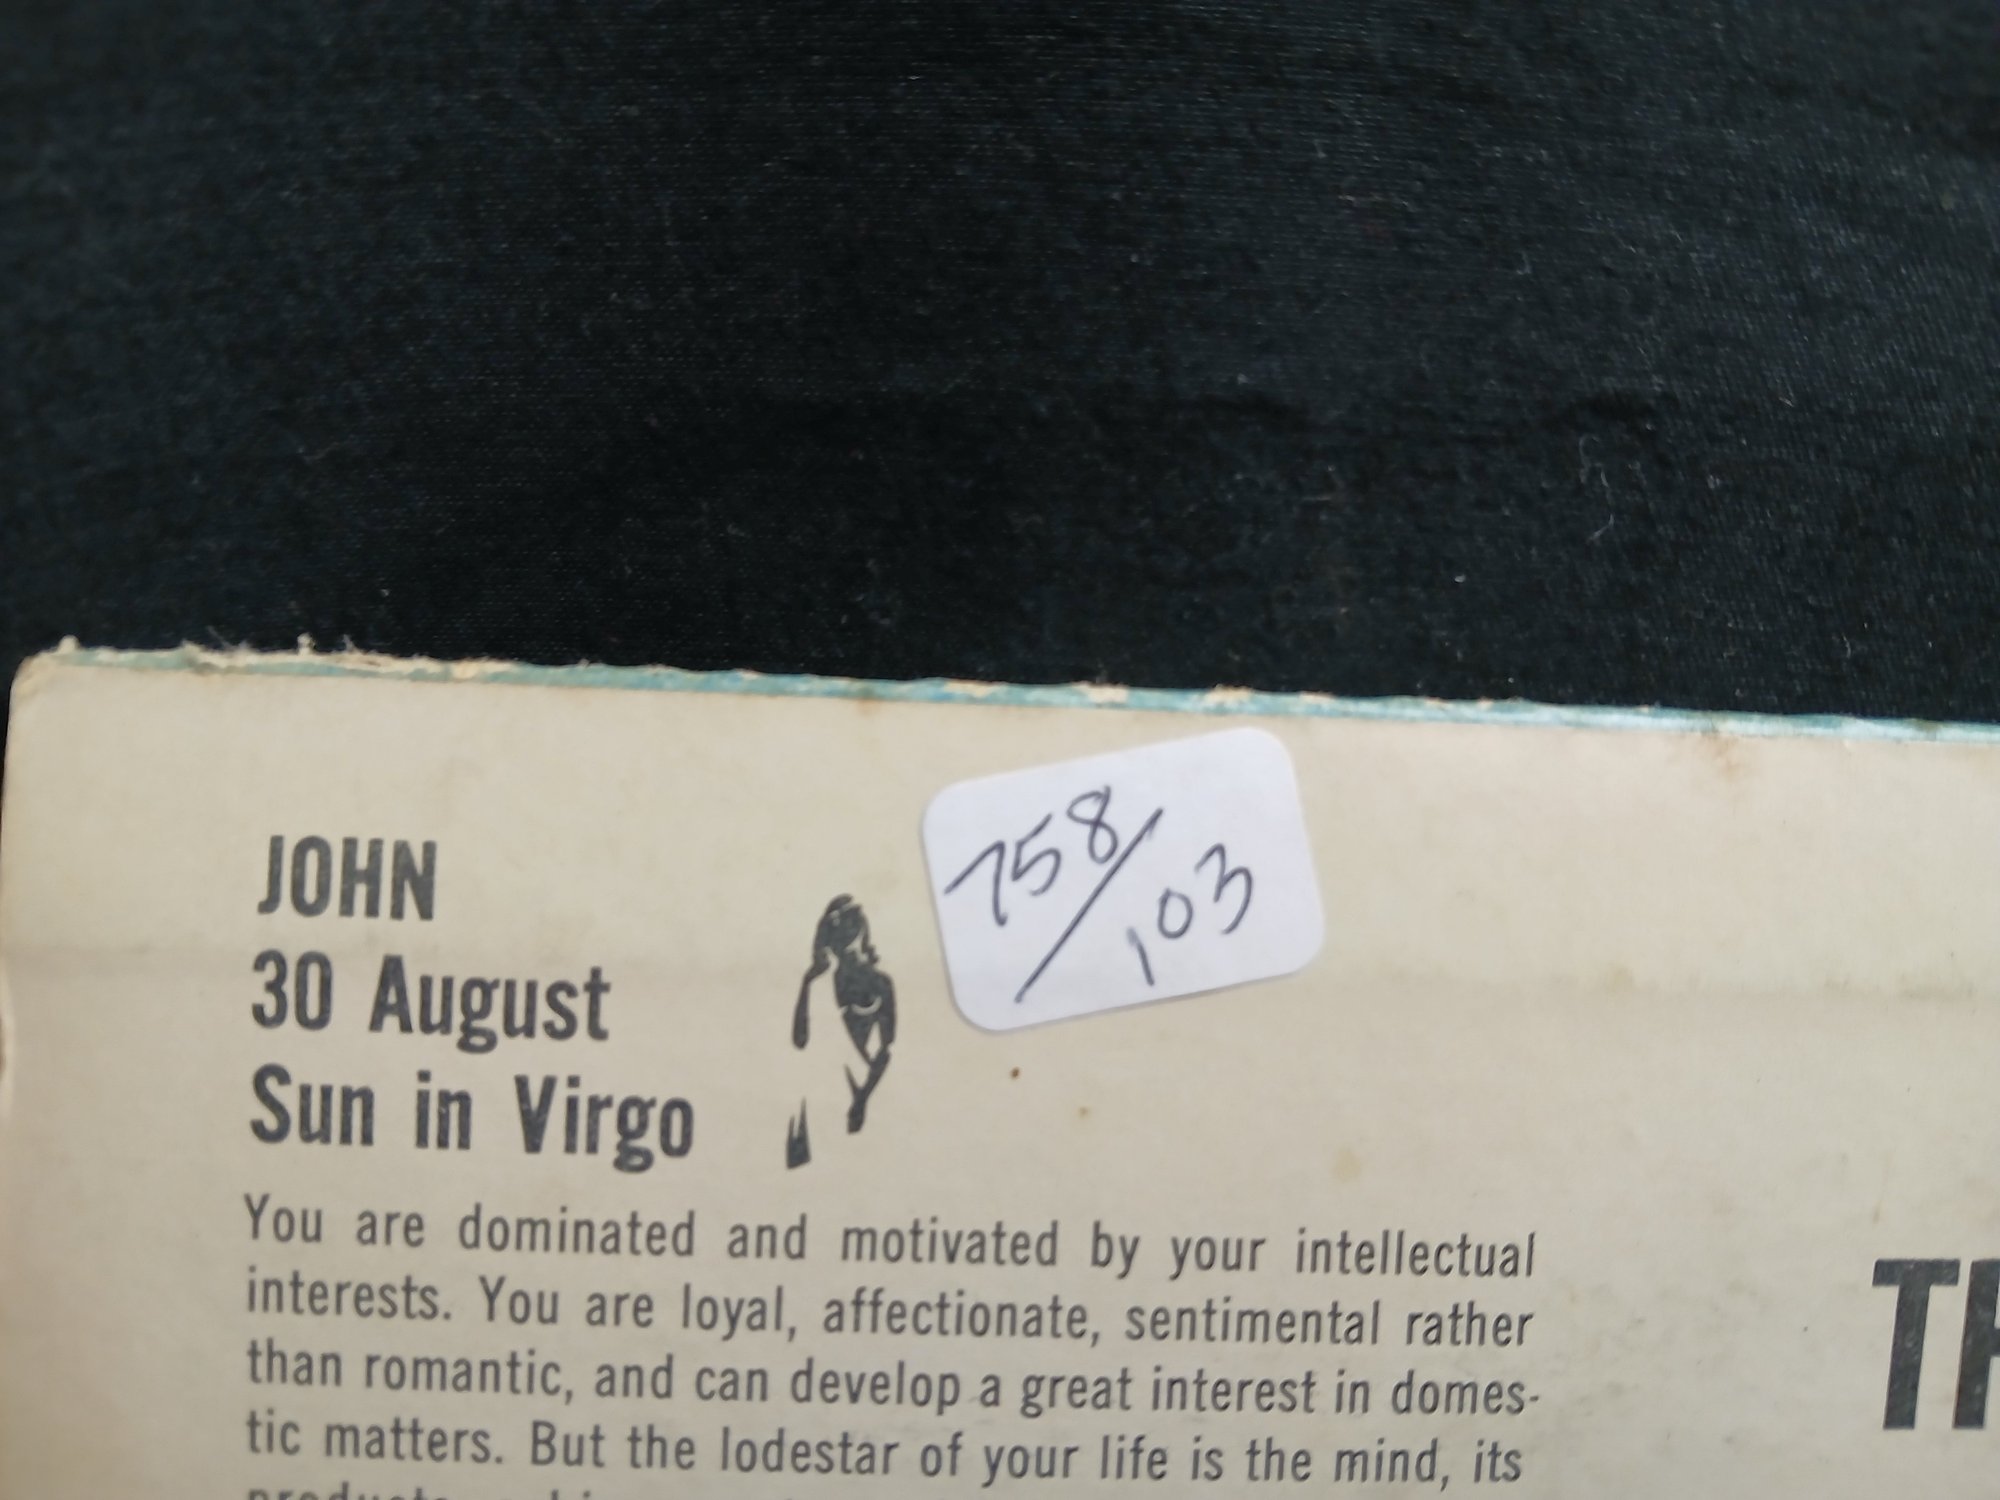 758/103
JOHN
30 August
Sun in Virgo
You are dominated and motivated by your intellectual
interests. You are loyal, affectionate, sentimental rather
than romantic, and can develop a great interest in domes-
tic matters. But the lodestar of your life is the mind, its